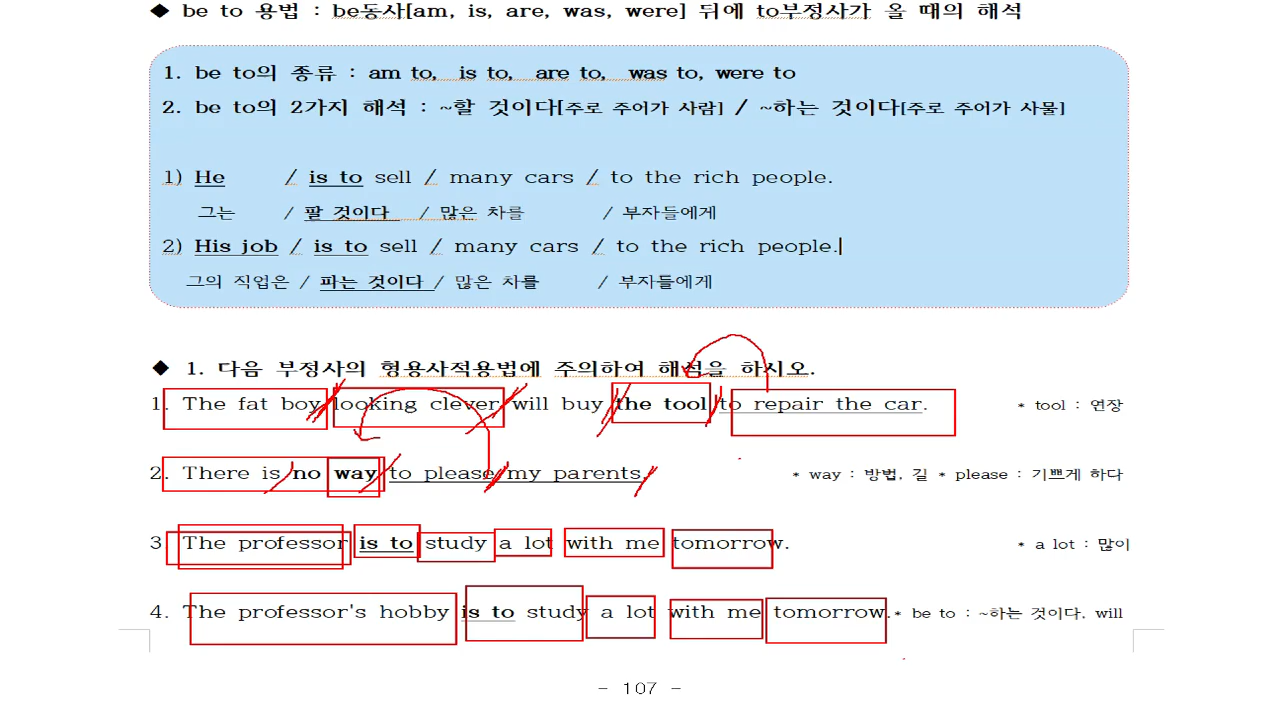 ◆ be to 용법 : be동사[am, is, are, was, were] 뒤에 to부정사가 올 때의 해석
1. be to의 종류 : am to, is to, are to, was to, were to
2. be to의 2가지 해석 : ~할 것이다[주로 주어가 사람] / ~하는 것이다[주로 주어가 사물]
1) He / is to sell / many cars / to the rich people.
그는 / 팔 것이다 / 많은 차를 / 부자들에게
2) His job / is to sell / many cars / to the rich people.
그의 직업은 / 파는 것이다 / 많은 차를 / 부자들에게
◆ 1. 다음 부정사의 형용사적용법에 주의하여 해석을 하시오.
1. The fat boy looking clever will buy the tool to repair the car. * tool : 연장
2. There is no way to please my parents. * way : 방법, 길 * please : 기쁘게 하다
3 The professor is to study a lot with me tomorrow. * a lot : 많이
4. The professor's hobby is to study a lot with me tomorrow. * be to : ~하는 것이다. will
- 107 -